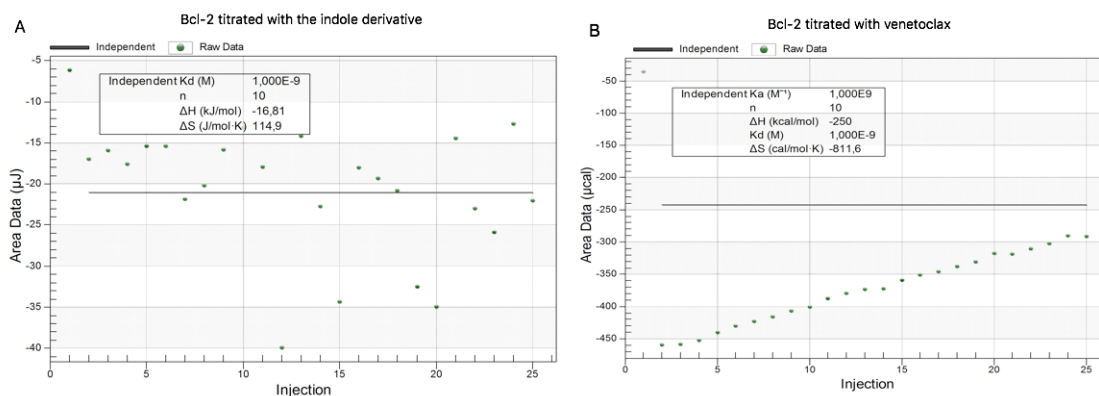 Bcl-2 titrated with the indole derivative
A
Independent Raw Data
-5
-10
-15
-20
-25
-30
-35
-40
Area Data (µJ)
Independent Kd (M) 1,000E-9
n 10
ΔH (kJ/mol) -16,81
ΔS (J/mol·K) 114,9
0 5 10 15 20 25
Injection
Bcl-2 titrated with venetoclax
B
Independent Raw Data
-50
-100
-150
-200
-250
-300
-350
-400
-450
Area Data (µcal)
Independent Ka (M⁻¹) 1,000E9
n 10
ΔH (kcal/mol) -250
Kd (M) 1,000E-9
ΔS (cal/mol·K) -811,6
0 5 10 15 20 25
Injection